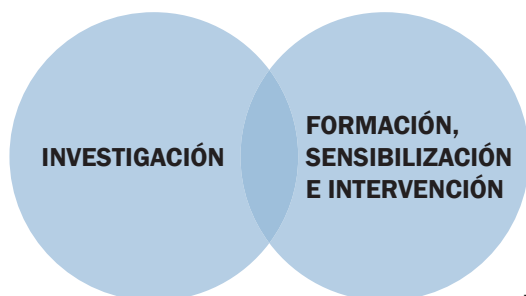 INVESTIGACIÓN
FORMACIÓN,
SENSIBILIZACIÓN
E INTERVENCIÓN